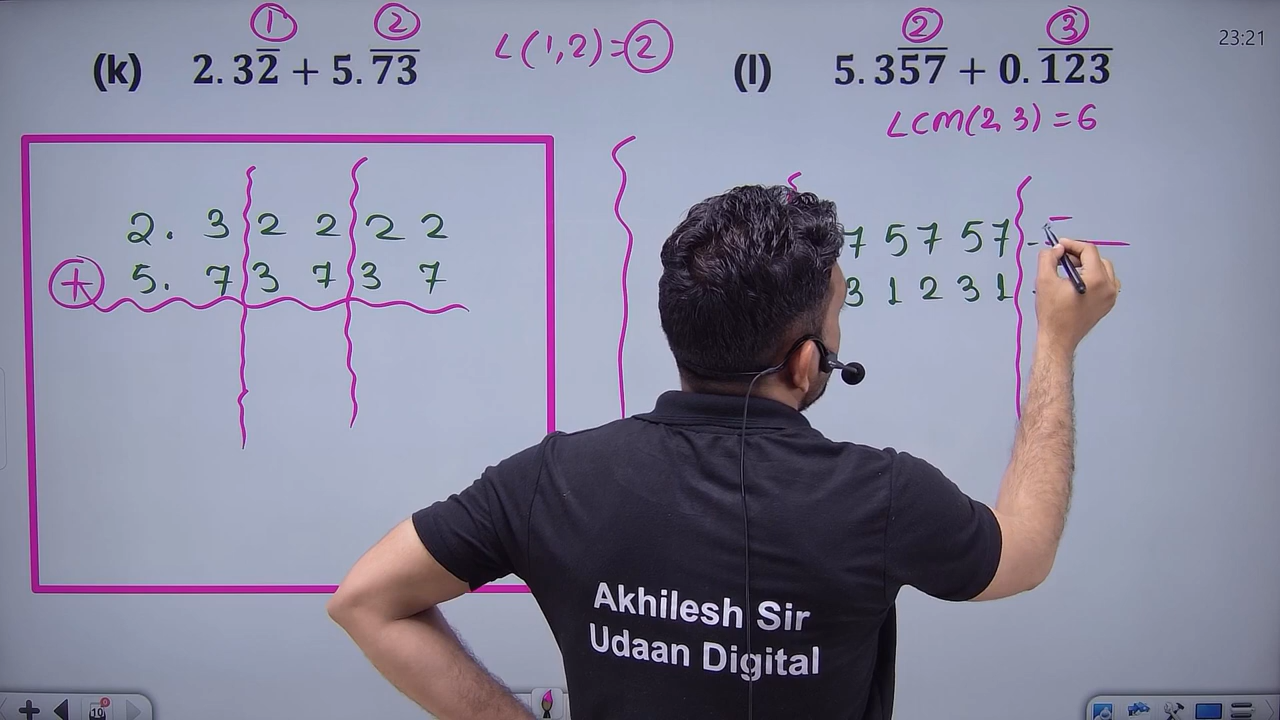 (k) 2.32̅ + 5.7̅3̅
① ②
L(1,2)=②
2. 3 2 2 2 2
+ 5. 7 3 7 3 7
(l) 5.35̅7̅ + 0.1̅2̅3̅
② ③
LCM(2,3)=6
7 5 7 5 7
3 1 2 3 1
23:21
Akhilesh Sir
Udaan Digital